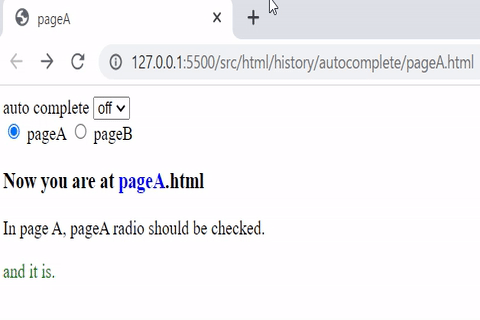 pageA
127.0.0.1:5500/src/html/history/autocomplete/pageA.html
auto complete off
pageA pageB
Now you are at pageA.html
In page A, pageA radio should be checked.
and it is.